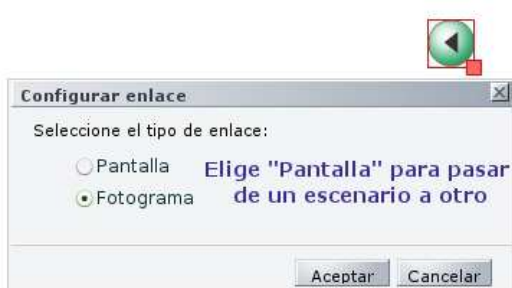 Configurar enlace
Seleccione el tipo de enlace:
Pantalla
Fotograma
Elige "Pantalla" para pasar
de un escenario a otro
Aceptar
Cancelar